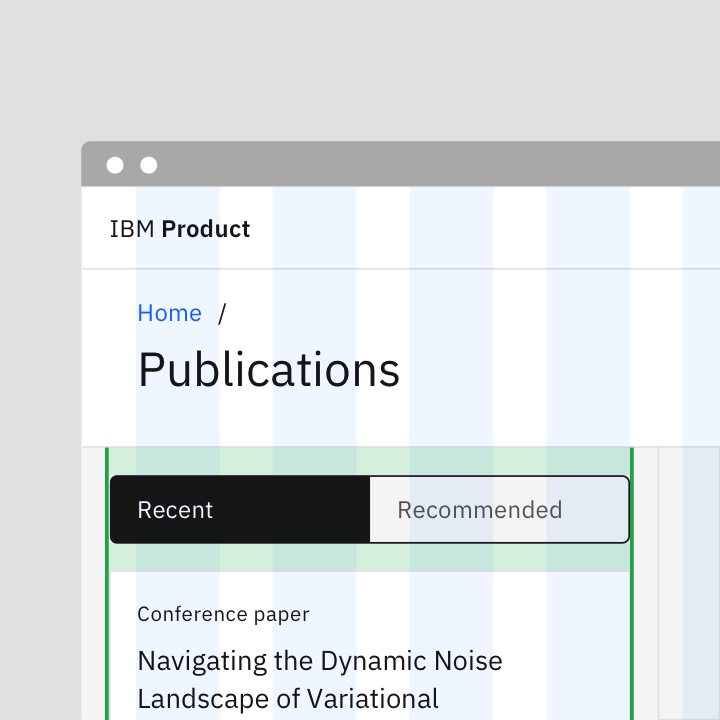 IBM Product
Home /
Publications
Recent
Recommended
Conference paper
Navigating the Dynamic Noise
Landscape of Variational